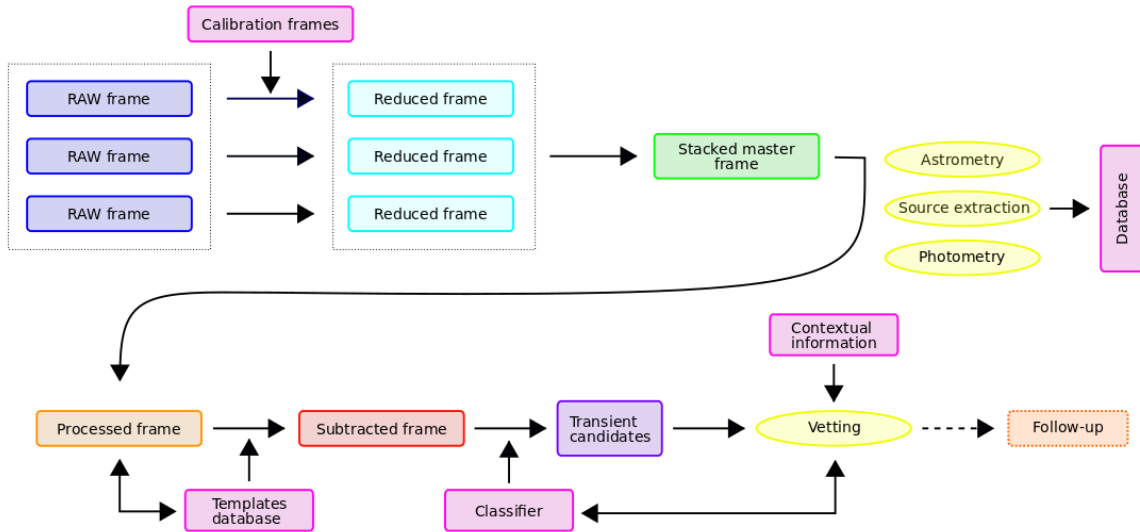 Calibration frames
RAW frame
Reduced frame
RAW frame
Reduced frame
Stacked master
frame
Astrometry
RAW frame
Reduced frame
Source extraction
Database
Photometry
Contextual
information
Processed frame
Subtracted frame
Transient
candidates
Vetting
Follow-up
Templates
database
Classifier